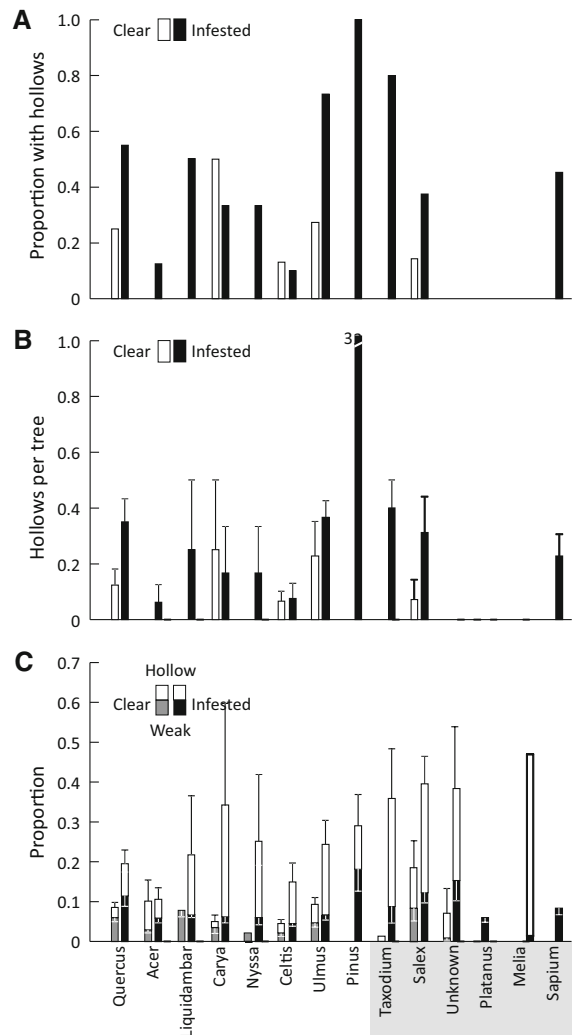 A
Clear Infested
Proportion with hollows
1.0
0.8
0.6
0.4
0.2
0
B
Clear Infested
Hollows per tree
1.0
0.8
0.6
0.4
0.2
0
3
C
Hollow
Clear Infested
Weak
Proportion
0.7
0.6
0.5
0.4
0.3
0.2
0.1
0
Quercus
Acer
Liquidambar
Carya
Nyssa
Celtis
Ulmus
Pinus
Taxodium
Salex
Unknown
Platanus
Melia
Sapium